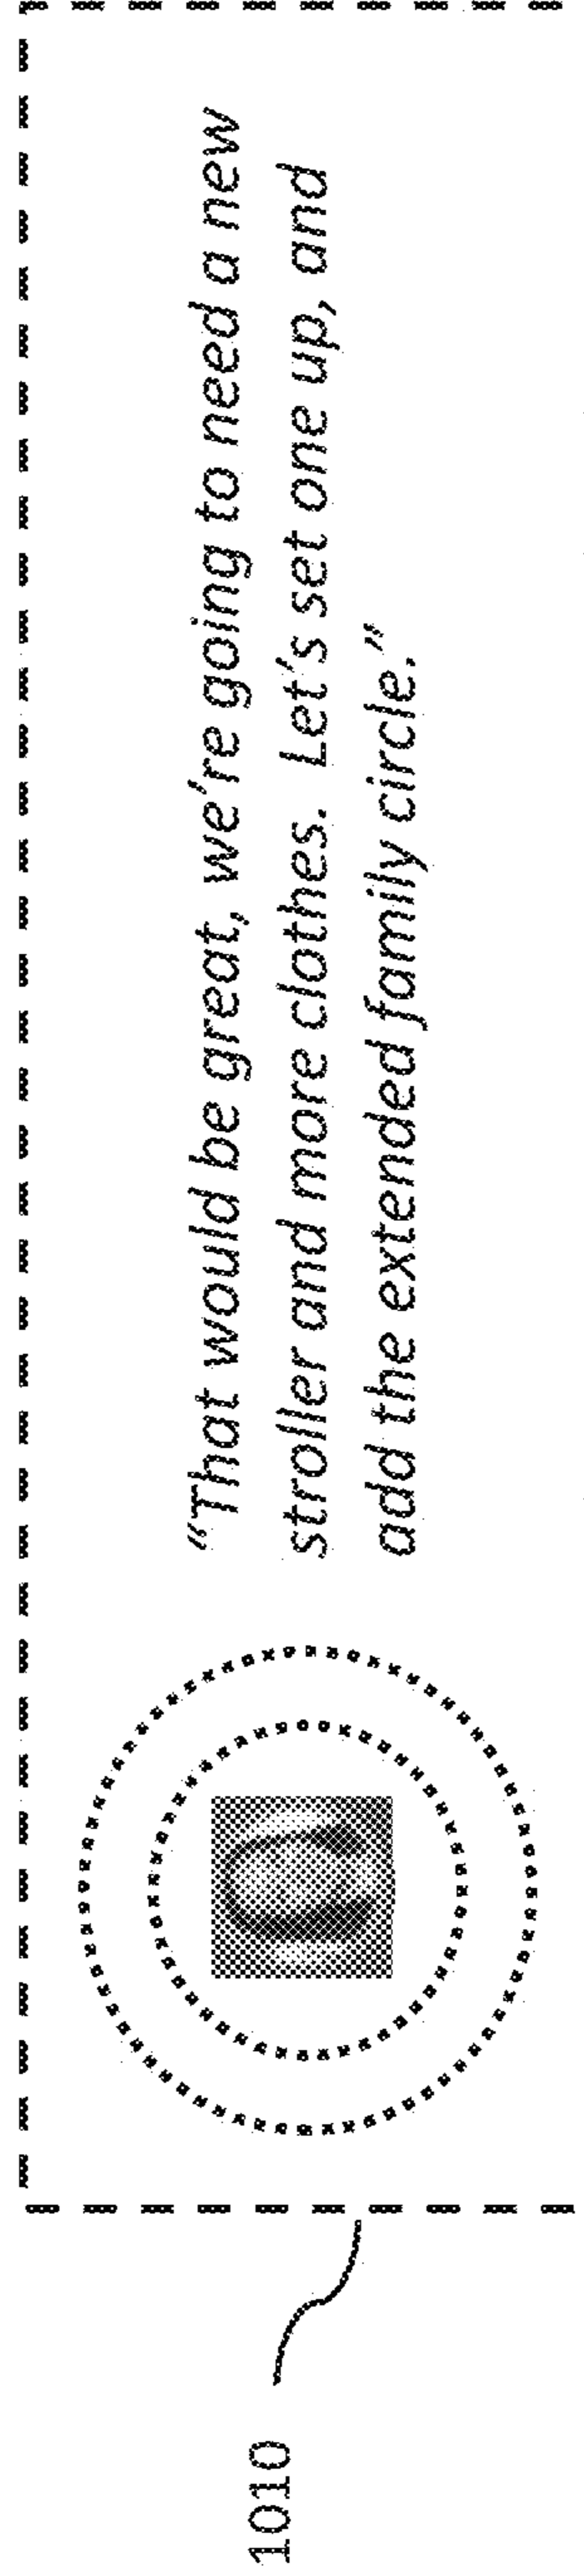 "That would be great, we're going to need a new
stroller and more clothes.  Let's set one up, and
add the extended family circle."
1010